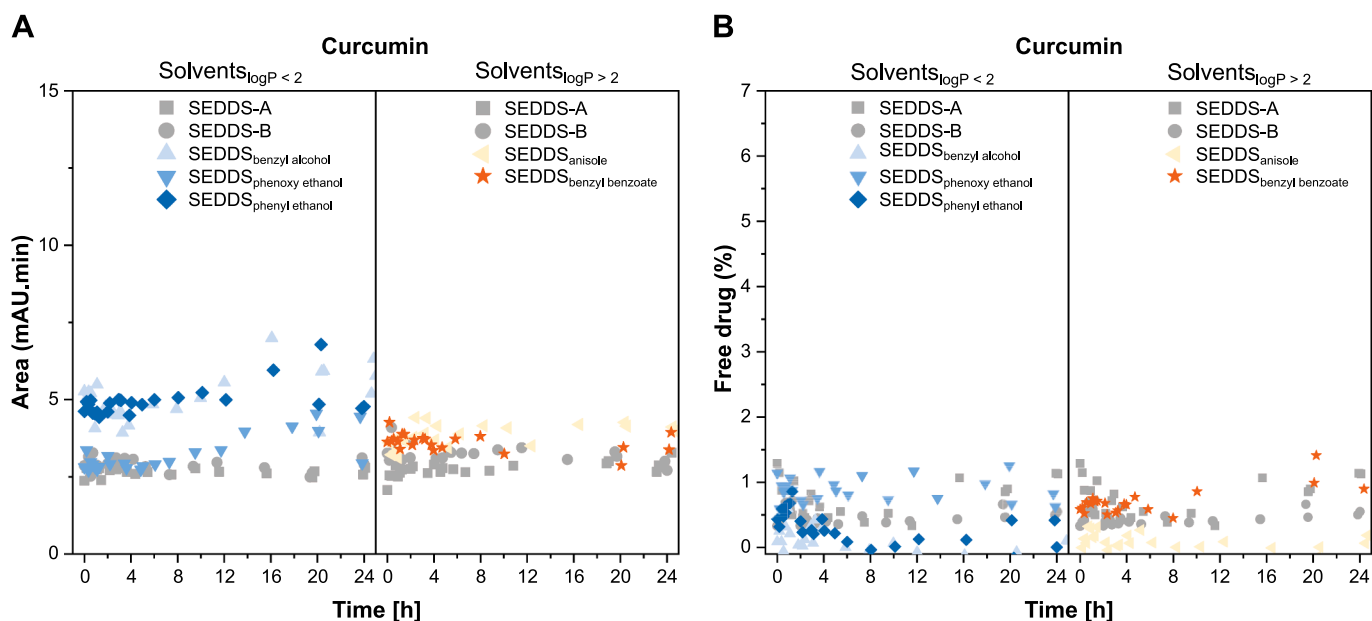 A
Curcumin
Solvents logP < 2
Solvents logP > 2
SEDDS-A
SEDDS-B
SEDDS benzyl alcohol
SEDDS phenoxy ethanol
SEDDS phenyl ethanol
SEDDS-A
SEDDS-B
SEDDS anisole
SEDDS benzyl benzoate
Area (mAU.min)
15
10
5
0
0 4 8 12 16 20 24 0 4 8 12 16 20 24
Time [h]
B
Curcumin
Solvents logP < 2
Solvents logP > 2
SEDDS-A
SEDDS-B
SEDDS benzyl alcohol
SEDDS phenoxy ethanol
SEDDS phenyl ethanol
SEDDS-A
SEDDS-B
SEDDS anisole
SEDDS benzyl benzoate
Free drug (%)
7
6
5
4
3
2
1
0
0 4 8 12 16 20 24 0 4 8 12 16 20 24
Time [h]